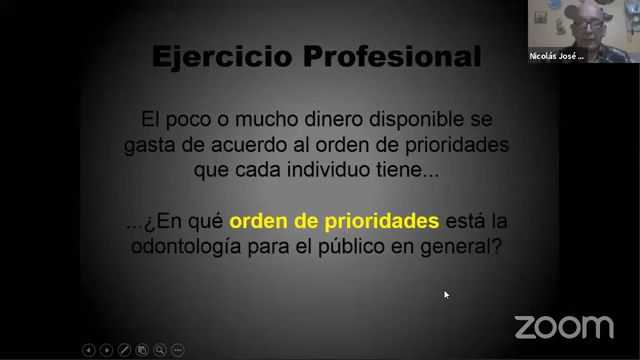 Ejercicio Profesional
Nicolás José ...
El poco o mucho dinero disponible se
gasta de acuerdo al orden de prioridades
que cada individuo tiene...
...¿En qué orden de prioridades está la
odontología para el público en general?
zoom